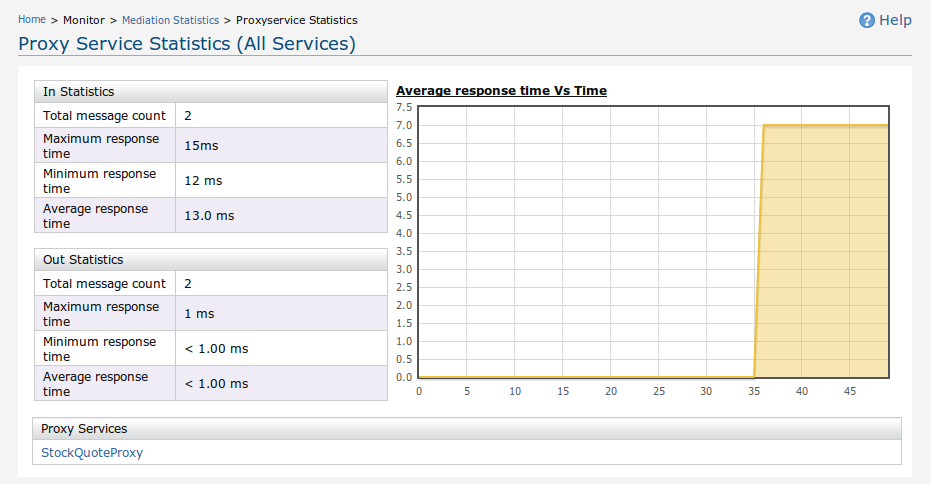 Home > Monitor > Mediation Statistics > Proxyservice Statistics
Help
Proxy Service Statistics (All Services)
In Statistics
Total message count 2
Maximum response
time
15ms
Minimum response
time
12 ms
Average response
time
13.0 ms
Out Statistics
Total message count 2
Maximum response
time
1 ms
Minimum response
time
< 1.00 ms
Average response
time
< 1.00 ms
Average response time Vs Time
7.5
7.0
6.5
6.0
5.5
5.0
4.5
4.0
3.5
3.0
2.5
2.0
1.5
1.0
0.5
0.0
0 5 10 15 20 25 30 35 40 45
Proxy Services
StockQuoteProxy